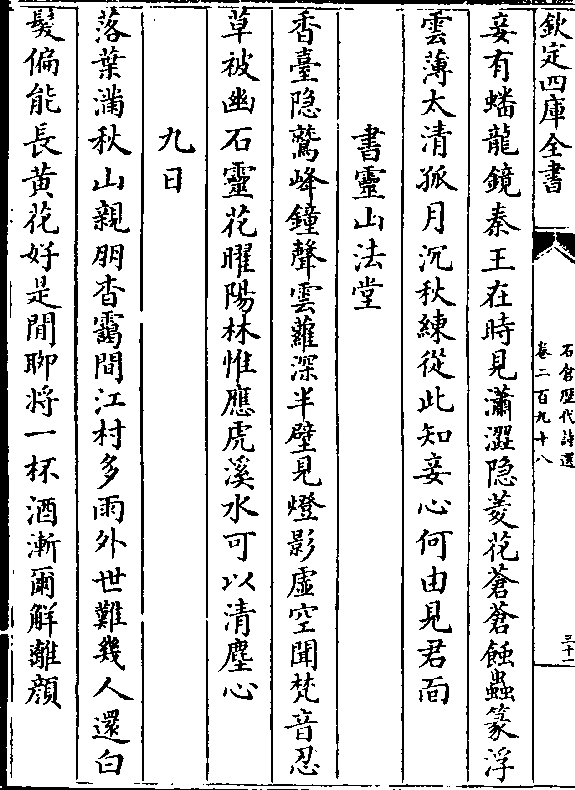 欽定四庫全書
石倉歷代詩選
卷二百九十八
三十一
妾有蟠龍鏡秦王在時見瀟澀隐菱花蒼蒼蝕蟲篆浮
雲薄太清孤月沉秋練從此知妾心何由見君面
書靈山法堂
香臺隐鷲峰鐘聲雲蘿深半壁見燈影虛空聞梵音忍
草被幽石靈花曜陽林惟應虎溪水可以清塵心
九日
落葉滿秋山親朋杳靄間江村多雨外世難幾人還白
髮偏能長黄花好是閒聊将一杯酒漸爾解離顔